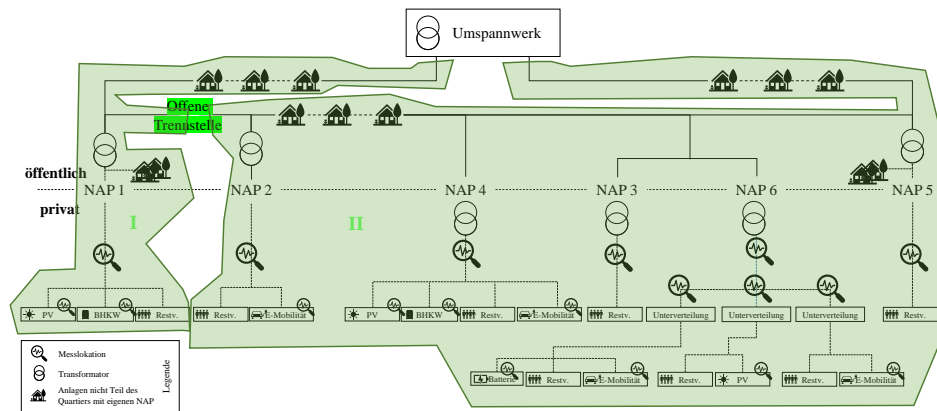 Umspannwerk
Offene
Trennstelle
öffentlich
NAP 1
NAP 2
NAP 4
NAP 3
NAP 6
NAP 5
privat
I
II
PV
BHKW
Restv.
Restv.
E-Mobilität
PV
BHKW
Restv.
E-Mobilität
Restv.
Unterverteilung
Unterverteilung
Unterverteilung
Restv.
Batterie
Restv.
E-Mobilität
Restv.
PV
Restv.
E-Mobilität
Messlokation
Transformator
Anlagen nicht Teil des
Quartiers mit eigenen NAP
Legende